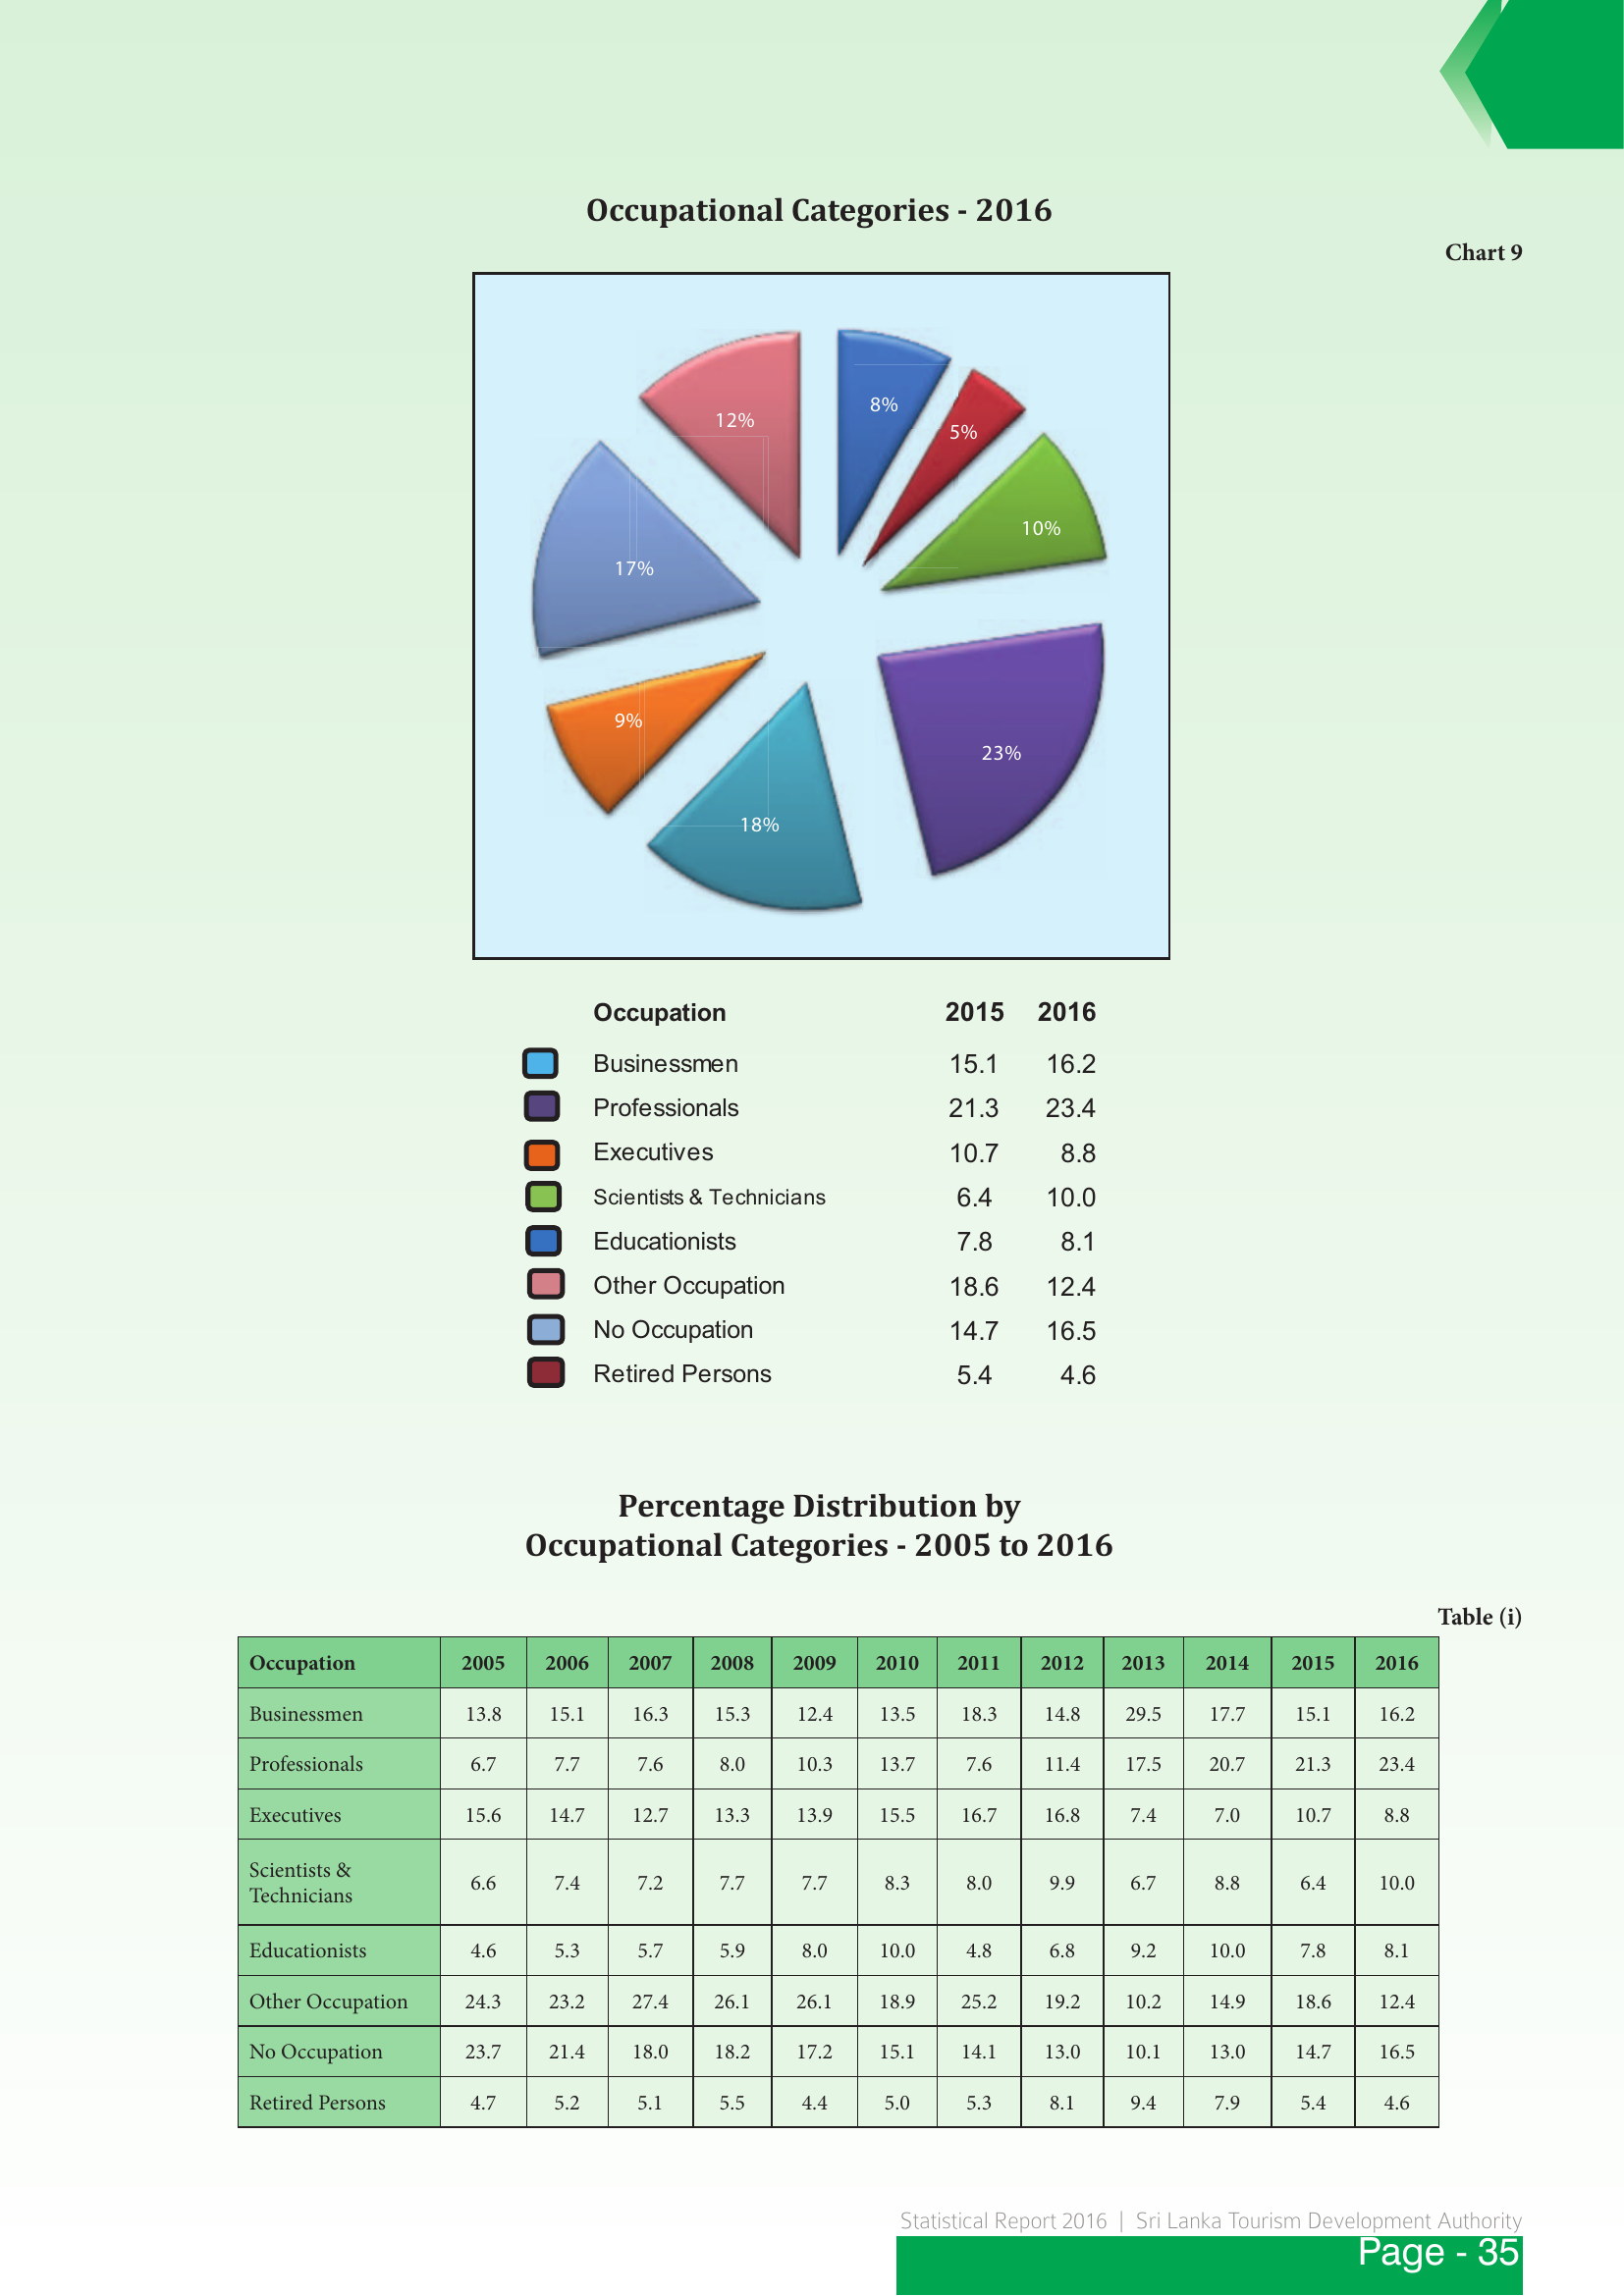 Occupational Categories - 2016
Chart 9
12%
8%
5%
10%
17%
9%
23%
18%
Occupation 2015 2016
Businessmen 15.1 16.2
Professionals 21.3 23.4
Executives 10.7 8.8
Scientists & Technicians 6.4 10.0
Educationists 7.8 8.1
Other Occupation 18.6 12.4
No Occupation 14.7 16.5
Retired Persons 5.4 4.6
Percentage Distribution by
Occupational Categories - 2005 to 2016
Table (i)
Occupation 2005 2006 2007 2008 2009 2010 2011 2012 2013 2014 2015 2016
Businessmen 13.8 15.1 16.3 15.3 12.4 13.5 18.3 14.8 29.5 17.7 15.1 16.2
Professionals 6.7 7.7 7.6 8.0 10.3 13.7 7.6 11.4 17.5 20.7 21.3 23.4
Executives 15.6 14.7 12.7 13.3 13.9 15.5 16.7 16.8 7.4 7.0 10.7 8.8
Scientists &
Technicians 6.6 7.4 7.2 7.7 7.7 8.3 8.0 9.9 6.7 8.8 6.4 10.0
Educationists 4.6 5.3 5.7 5.9 8.0 10.0 4.8 6.8 9.2 10.0 7.8 8.1
Other Occupation 24.3 23.2 27.4 26.1 26.1 18.9 25.2 19.2 10.2 14.9 18.6 12.4
No Occupation 23.7 21.4 18.0 18.2 17.2 15.1 14.1 13.0 10.1 13.0 14.7 16.5
Retired Persons 4.7 5.2 5.1 5.5 4.4 5.0 5.3 8.1 9.4 7.9 5.4 4.6
Statistical Report 2016 | Sri Lanka Tourism Development Authority
Page - 35